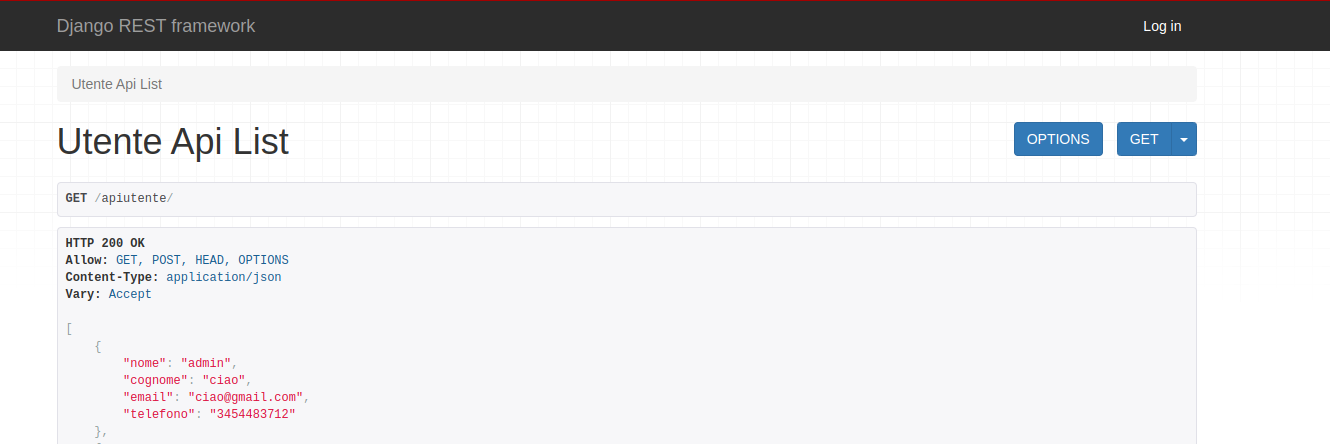 Django REST framework
Log in
Utente Api List
Utente Api List
OPTIONS
GET
GET /apiutente/
HTTP 200 OK
Allow: GET, POST, HEAD, OPTIONS
Content-Type: application/json
Vary: Accept
[
    {
        "nome": "admin",
        "cognome": "ciao",
        "email": "ciao@gmail.com",
        "telefono": "3454483712"
    },